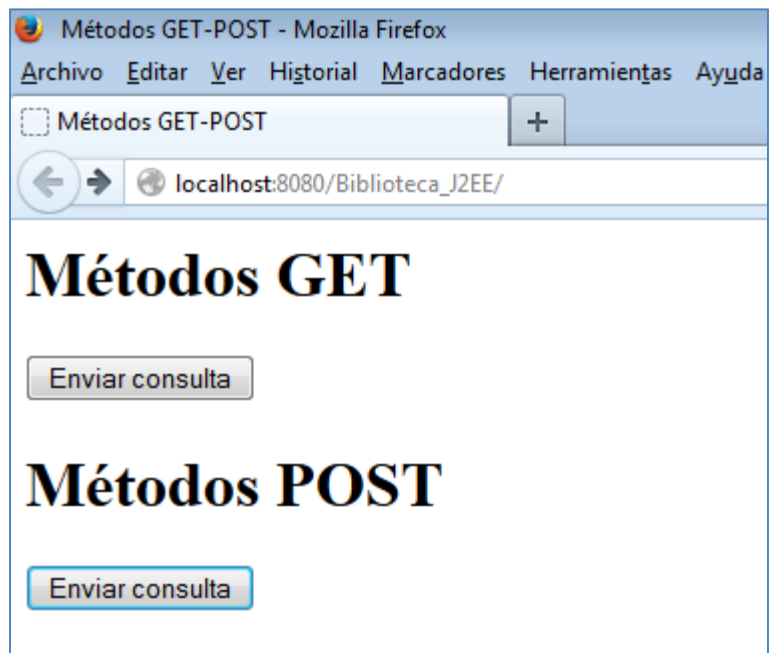 Métodos GET-POST - Mozilla Firefox
Archivo Editar Ver Historial Marcadores Herramientas Ayuda
Métodos GET-POST +
localhost:8080/Biblioteca_J2EE/
Métodos GET
Enviar consulta
Métodos POST
Enviar consulta